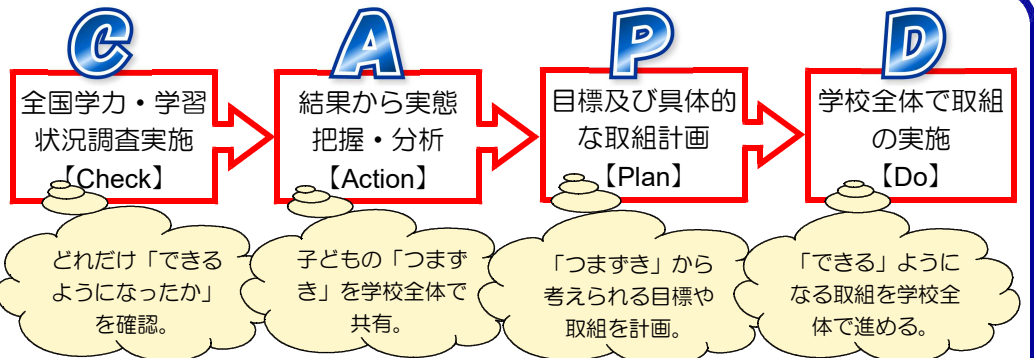 C
全国学力・学習
状況調査実施
【Check】
どれだけ「できる
ようになったか」
を確認。
A
結果から実態
把握・分析
【Action】
子どもの「つまず
き」を学校全体で
共有。
P
目標及び具体的
な取組計画
【Plan】
「つまずき」から
考えられる目標や
取組を計画。
D
学校全体で取組
の実施
【Do】
「できる」ように
なる取組を学校全
体で進める。